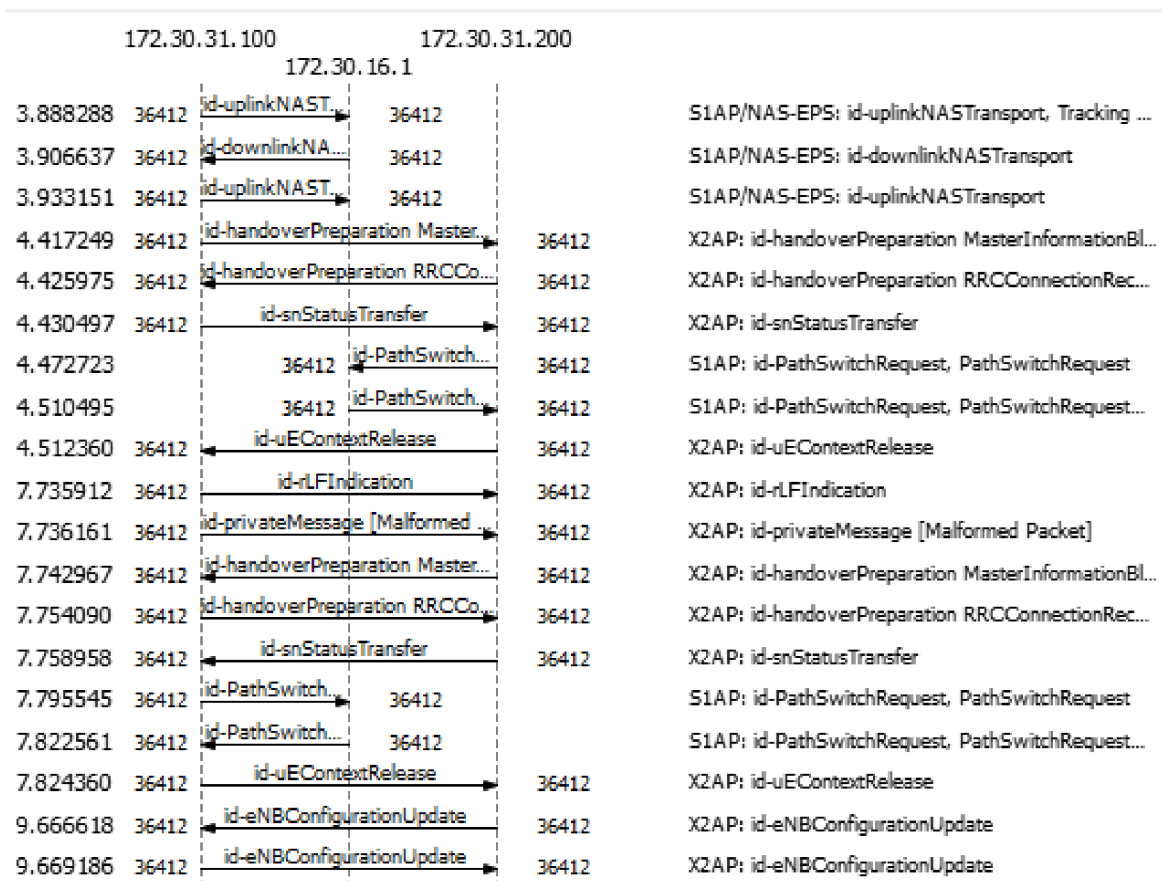 172.30.31.100 172.30.31.200
172.30.16.1
3.888288 36412 id-uplinkNAST... 36412 S1AP/NAS-EPS: id-uplinkNASTransport, Tracking ...
3.906637 36412 id-downlinkNA... 36412 S1AP/NAS-EPS: id-downlinkNASTransport
3.933151 36412 id-uplinkNAST... 36412 S1AP/NAS-EPS: id-uplinkNASTransport
4.417249 36412 id-handoverPreparation Master... 36412 X2AP: id-handoverPreparation MasterInformationBl...
4.425975 36412 id-handoverPreparation RRCCo... 36412 X2AP: id-handoverPreparation RRCConnectionRec...
4.430497 36412 id-snStatusTransfer 36412 X2AP: id-snStatusTransfer
4.472723 36412 id-PathSwitch... 36412 S1AP: id-PathSwitchRequest, PathSwitchRequest
4.510495 36412 id-PathSwitch... 36412 S1AP: id-PathSwitchRequest, PathSwitchRequest...
4.512360 36412 id-uEContextRelease 36412 X2AP: id-uEContextRelease
7.735912 36412 id-rLFIndication 36412 X2AP: id-rLFIndication
7.736161 36412 id-privateMessage [Malformed ... 36412 X2AP: id-privateMessage [Malformed Packet]
7.742967 36412 id-handoverPreparation Master... 36412 X2AP: id-handoverPreparation MasterInformationBl...
7.754090 36412 id-handoverPreparation RRCCo... 36412 X2AP: id-handoverPreparation RRCConnectionRec...
7.758958 36412 id-snStatusTransfer 36412 X2AP: id-snStatusTransfer
7.795545 36412 id-PathSwitch... 36412 S1AP: id-PathSwitchRequest, PathSwitchRequest
7.822561 36412 id-PathSwitch... 36412 S1AP: id-PathSwitchRequest, PathSwitchRequest...
7.824360 36412 id-uEContextRelease 36412 X2AP: id-uEContextRelease
9.666618 36412 id-eNBConfigurationUpdate 36412 X2AP: id-eNBConfigurationUpdate
9.669186 36412 id-eNBConfigurationUpdate 36412 X2AP: id-eNBConfigurationUpdate